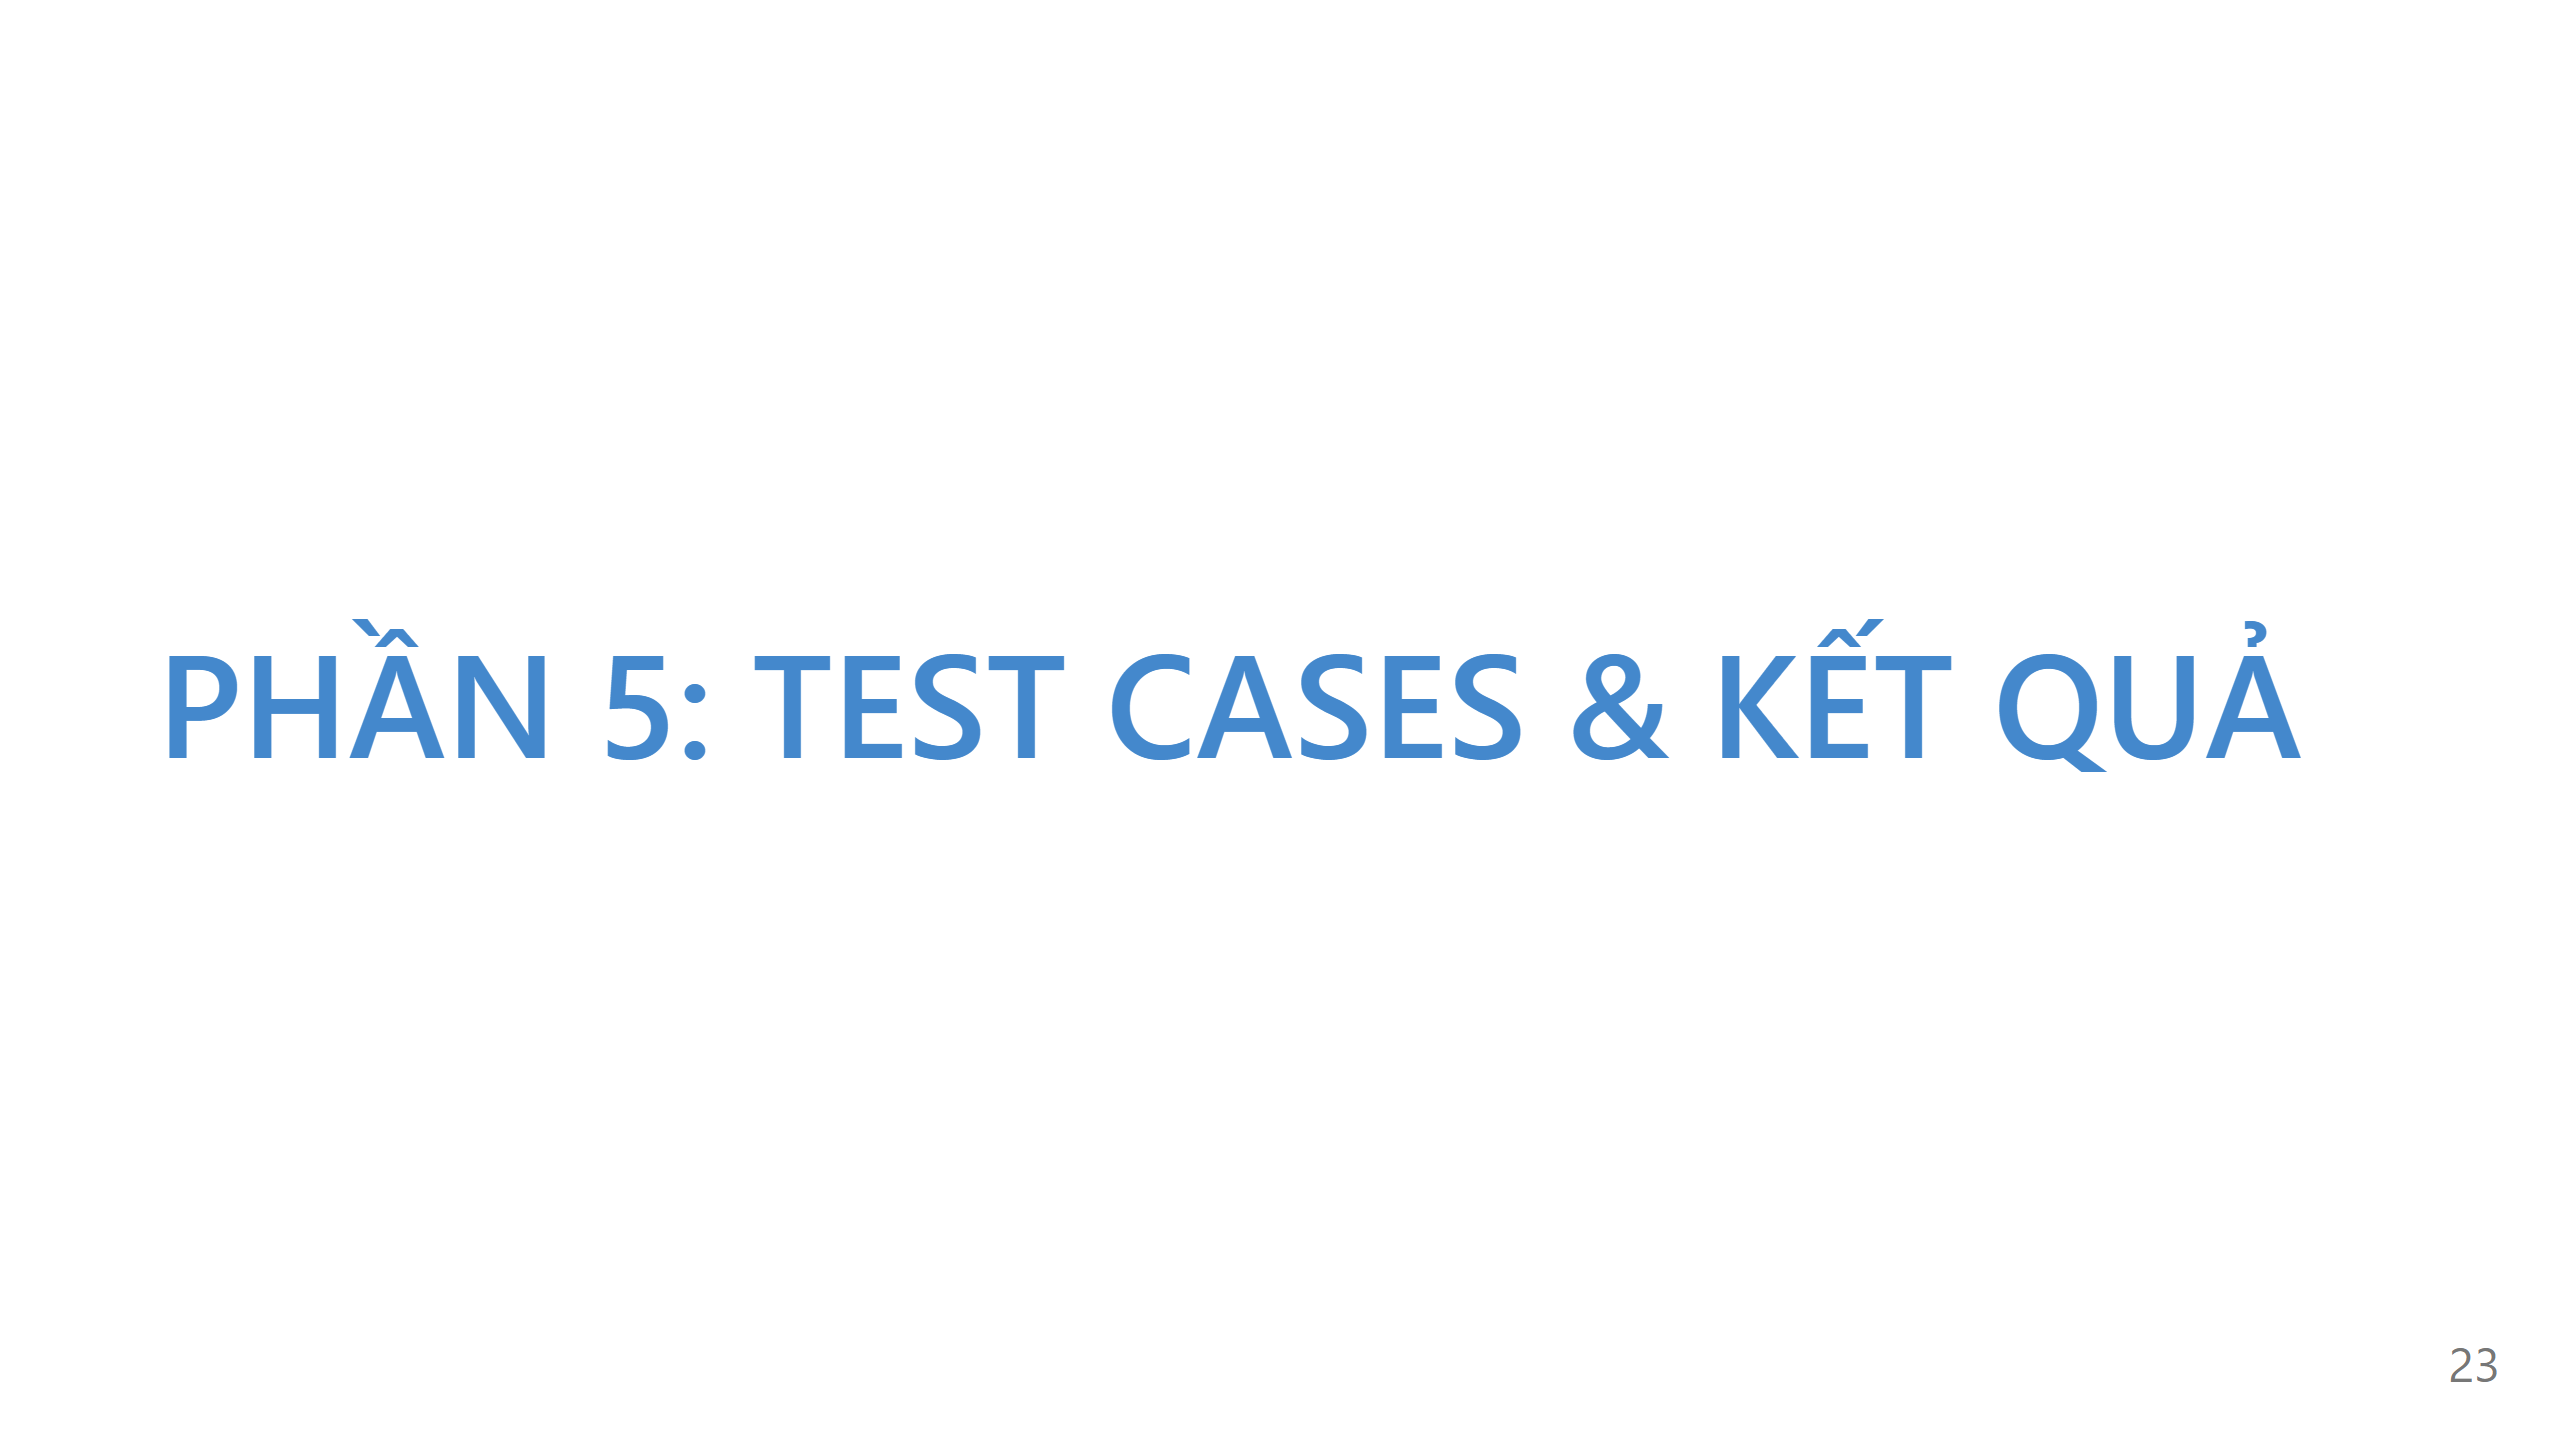 PHẦN 5: TEST CASES & KẾT QUẢ
23